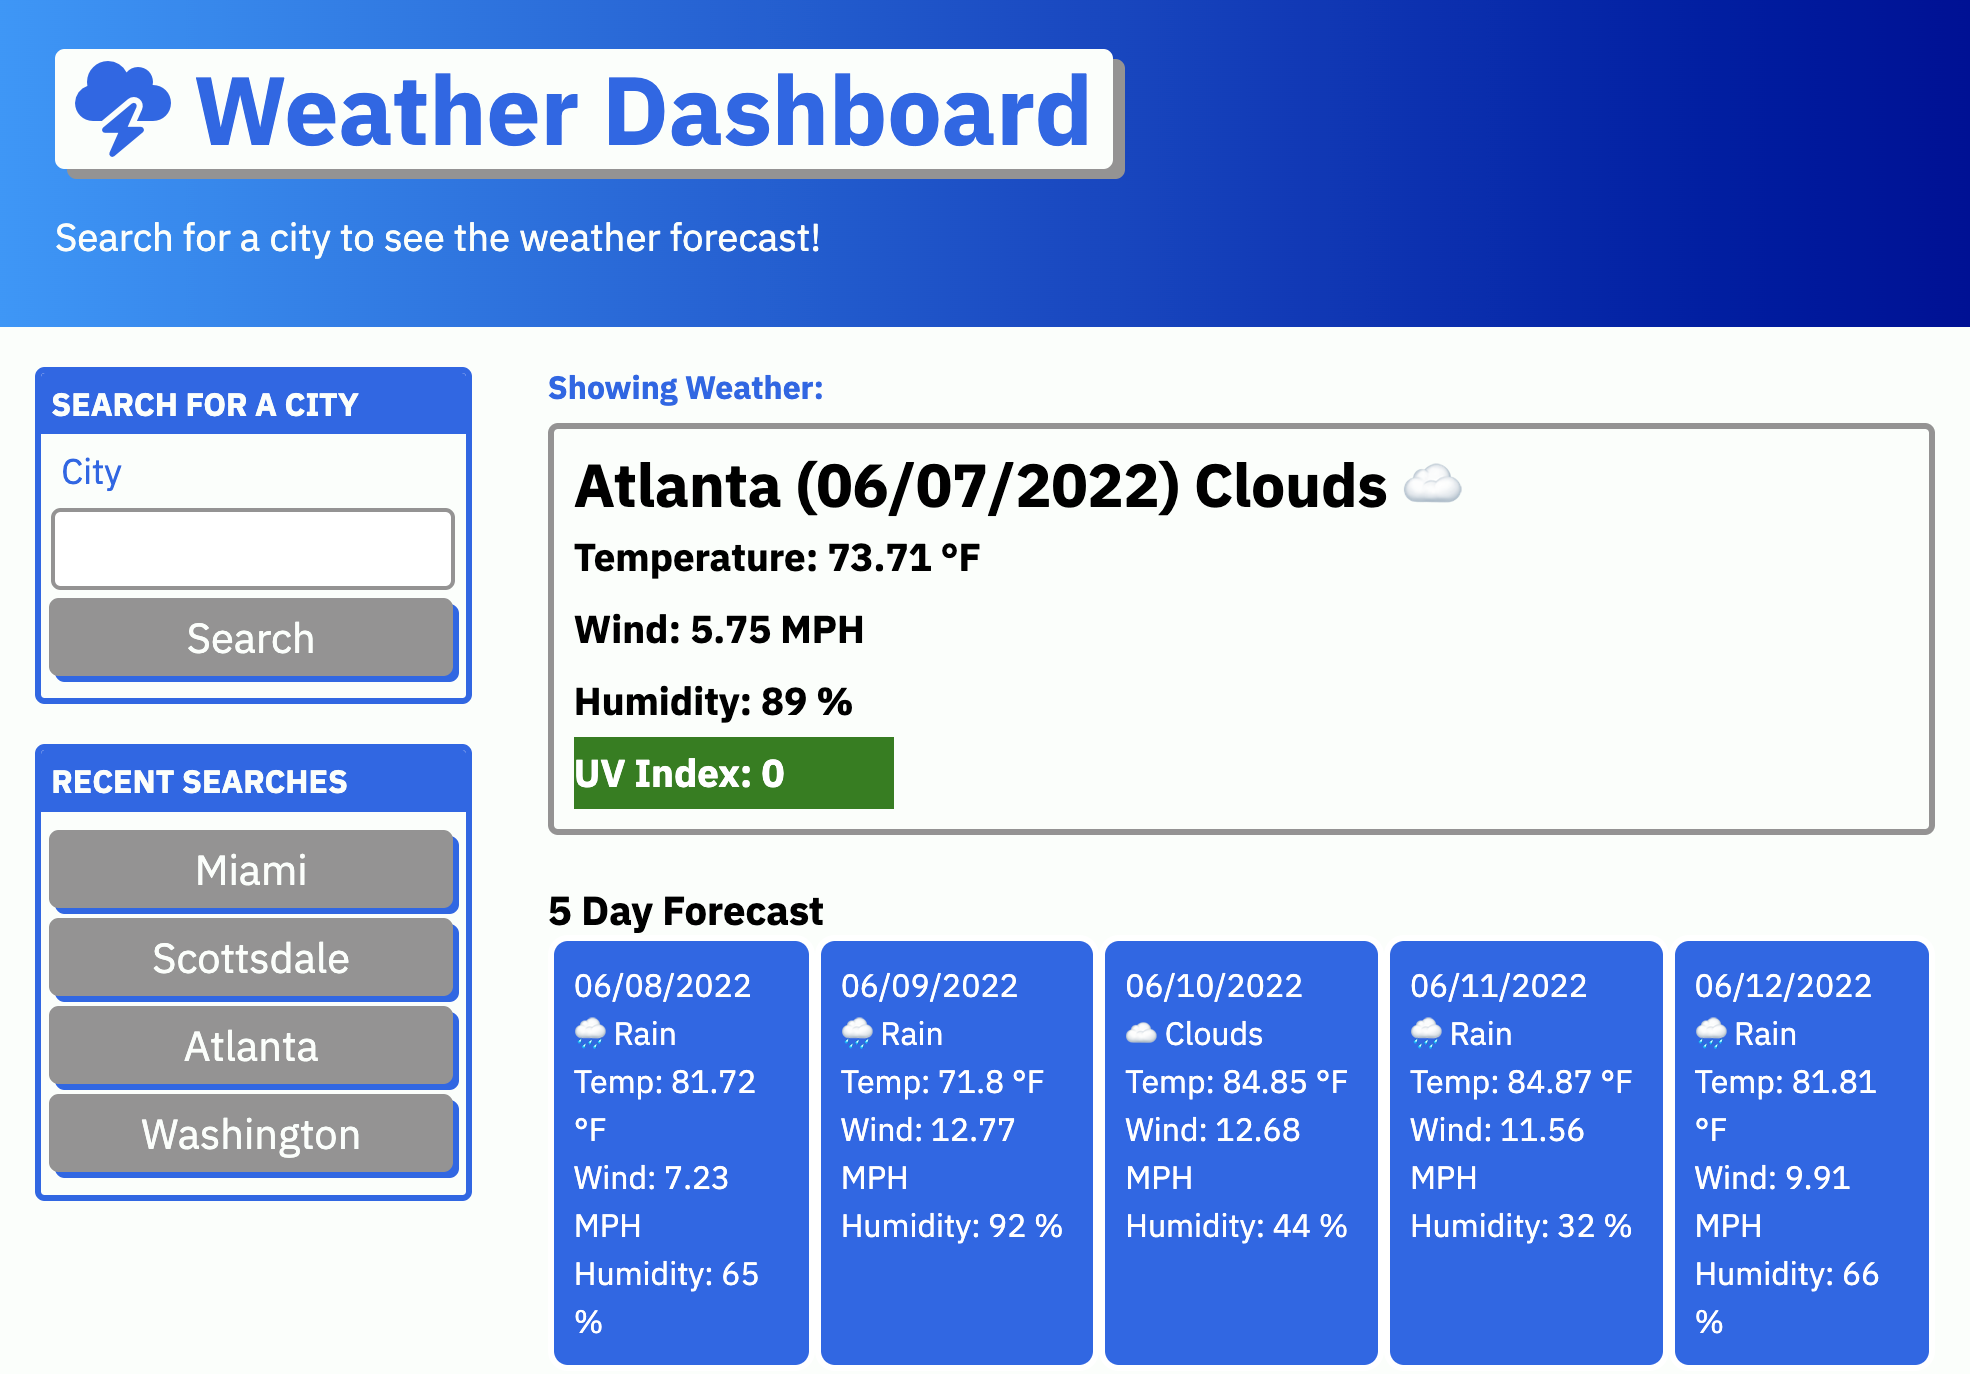 Weather Dashboard
Search for a city to see the weather forecast!
SEARCH FOR A CITY
City
Search
RECENT SEARCHES
Miami
Scottsdale
Atlanta
Washington
Showing Weather:
Atlanta (06/07/2022) Clouds
Temperature: 73.71 °F
Wind: 5.75 MPH
Humidity: 89 %
UV Index: 0
5 Day Forecast
06/08/2022
Rain
Temp: 81.72
°F
Wind: 7.23
MPH
Humidity: 65
%
06/09/2022
Rain
Temp: 71.8 °F
Wind: 12.77
MPH
Humidity: 92 %
06/10/2022
Clouds
Temp: 84.85 °F
Wind: 12.68
MPH
Humidity: 44 %
06/11/2022
Rain
Temp: 84.87 °F
Wind: 11.56
MPH
Humidity: 32 %
06/12/2022
Rain
Temp: 81.81
°F
Wind: 9.91
MPH
Humidity: 66
%